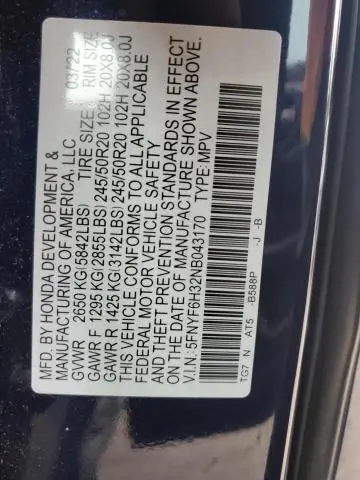 MFD. BY HONDA DEVELOPMENT &
MANUFACTURING OF AMERICA, LLC 03/22
GVWR 2650 KG(5842LBS) TIRE SIZE RIM SIZE
GAWR F 1295 KG(2855LBS) 245/50R20 102H 20X8.0J
GAWR R 1425 KG(3142LBS) 245/50R20 102H 20X8.0J
THIS VEHICLE CONFORMS TO ALL APPLICABLE
FEDERAL MOTOR VEHICLE SAFETY
AND THEFT PREVENTION STANDARDS IN EFFECT
ON THE DATE OF MANUFACTURE SHOWN ABOVE.
V.I.N.: 5FNYF6H32NB043170 TYPE: MPV
TG7 N AT5 -B588P -J -B